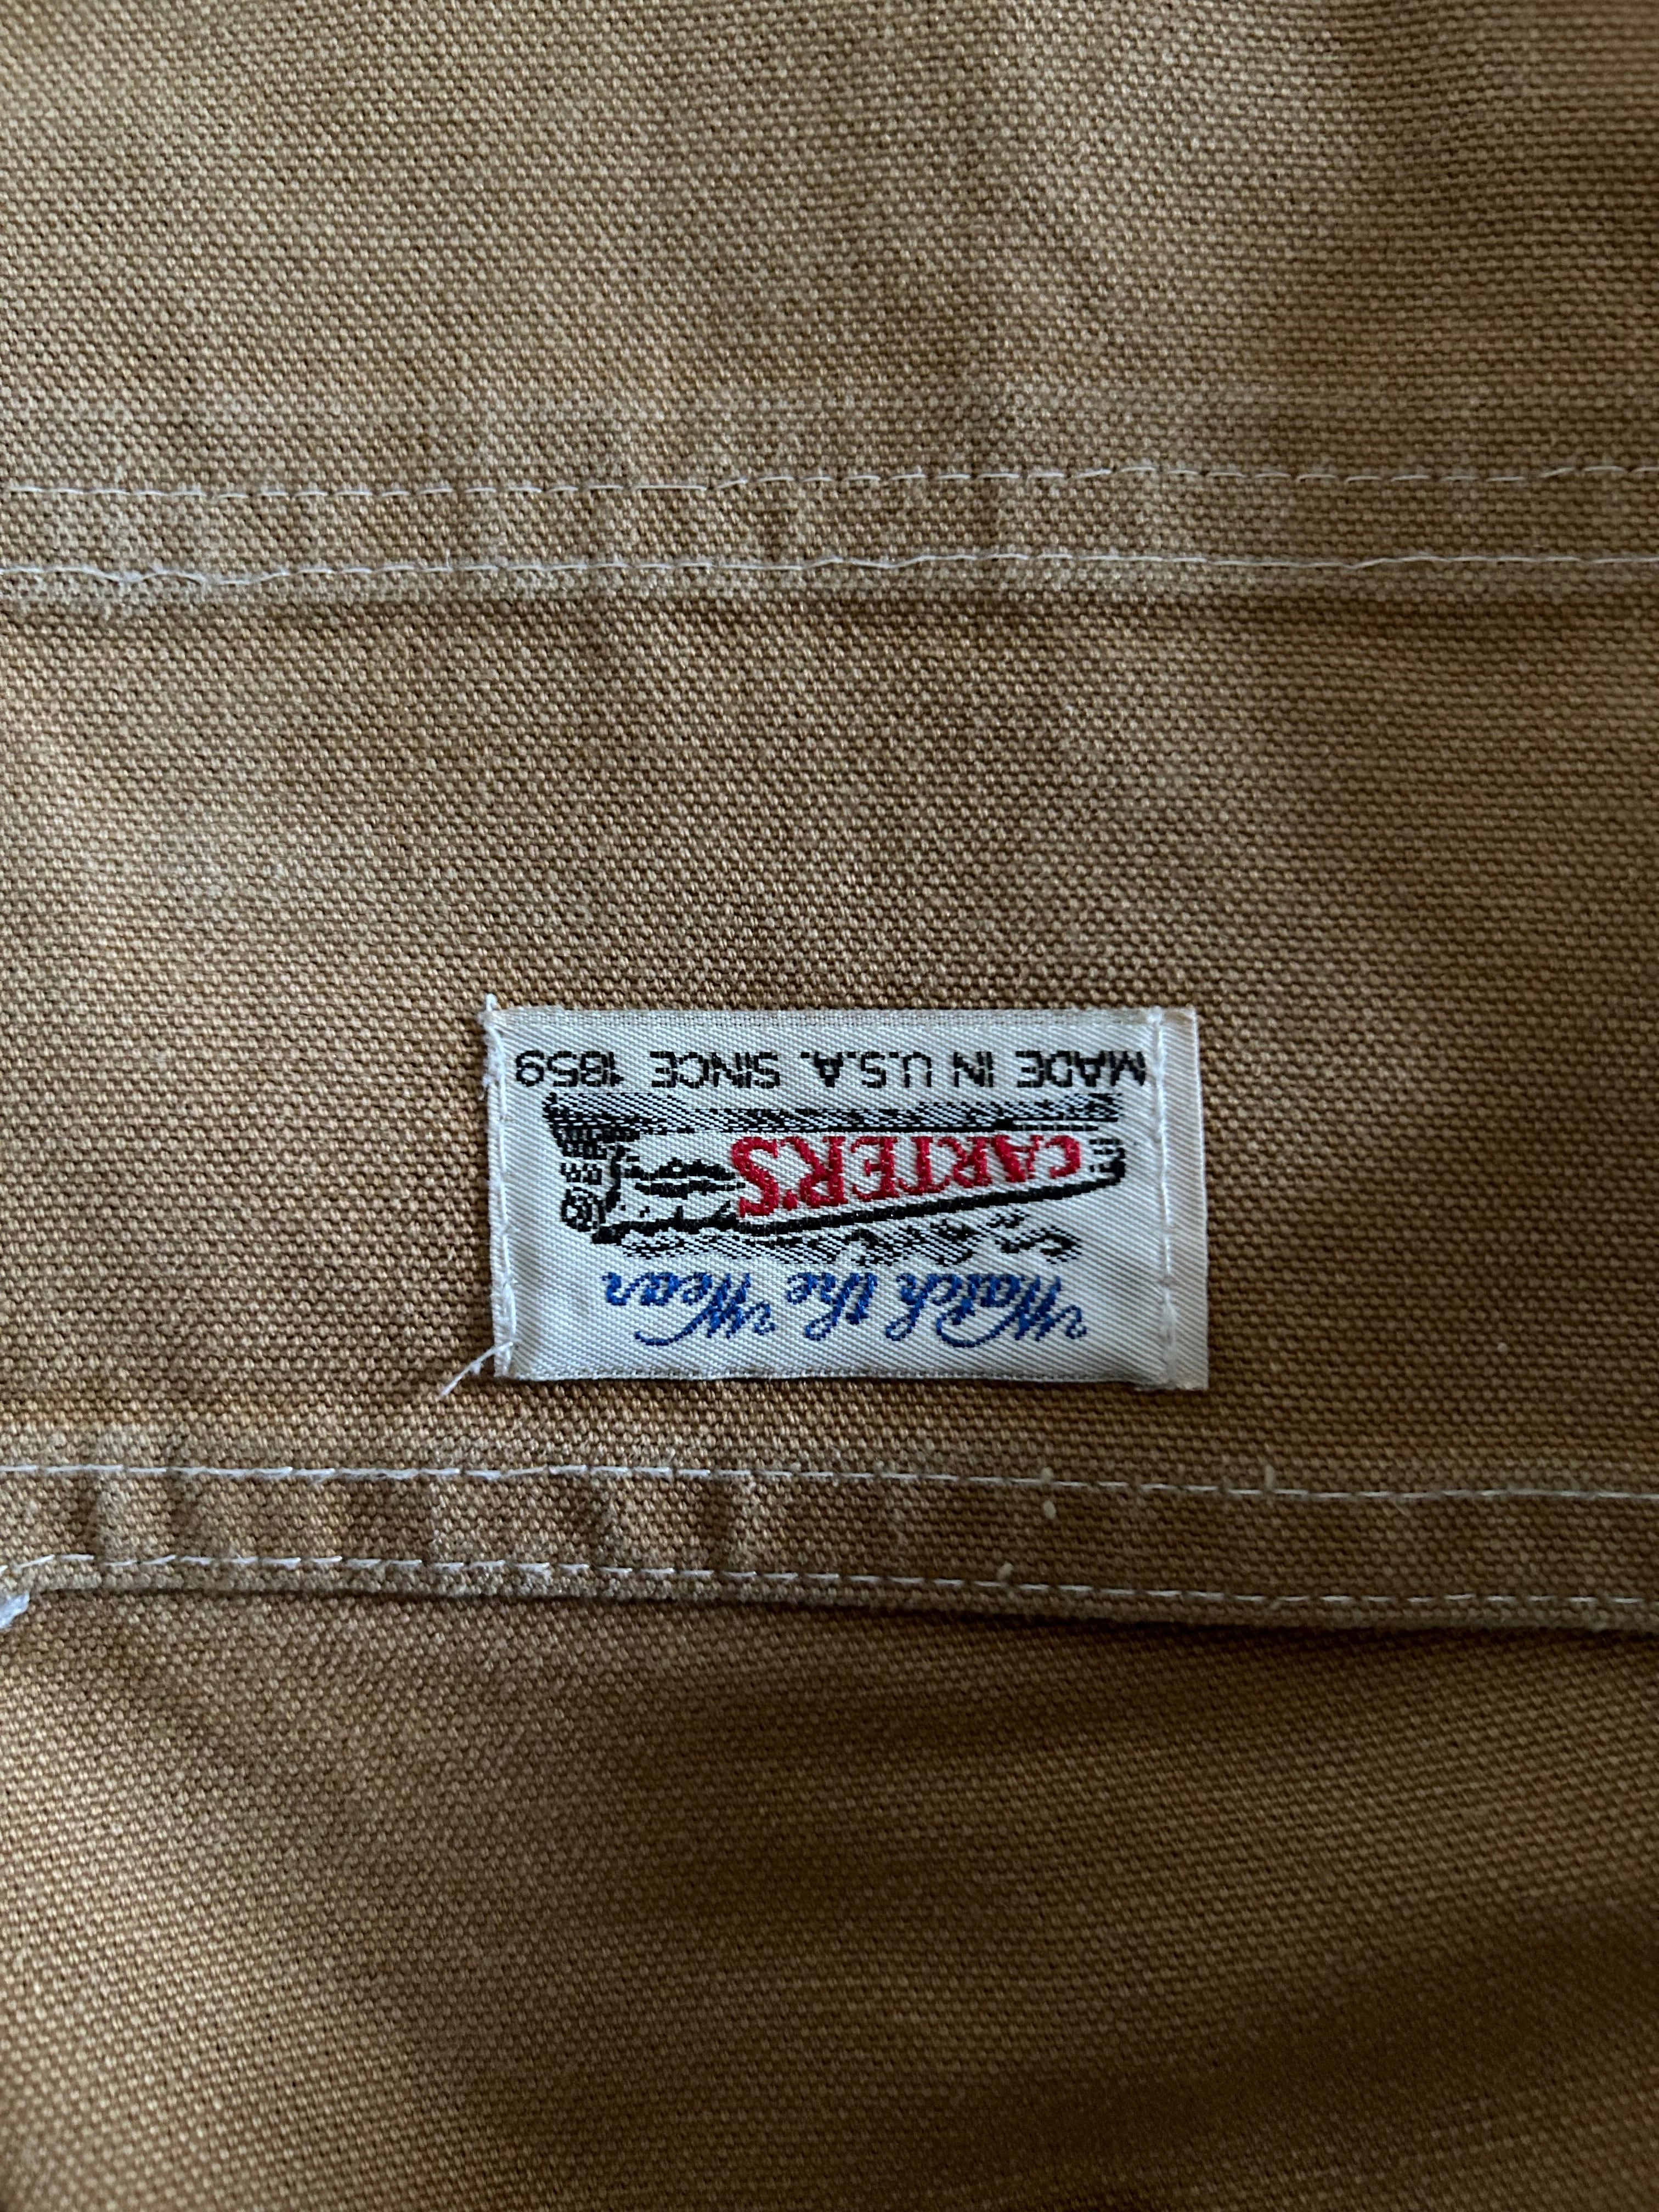 Watch the Wear
CARTER'S
MADE IN U.S.A. SINCE 1859